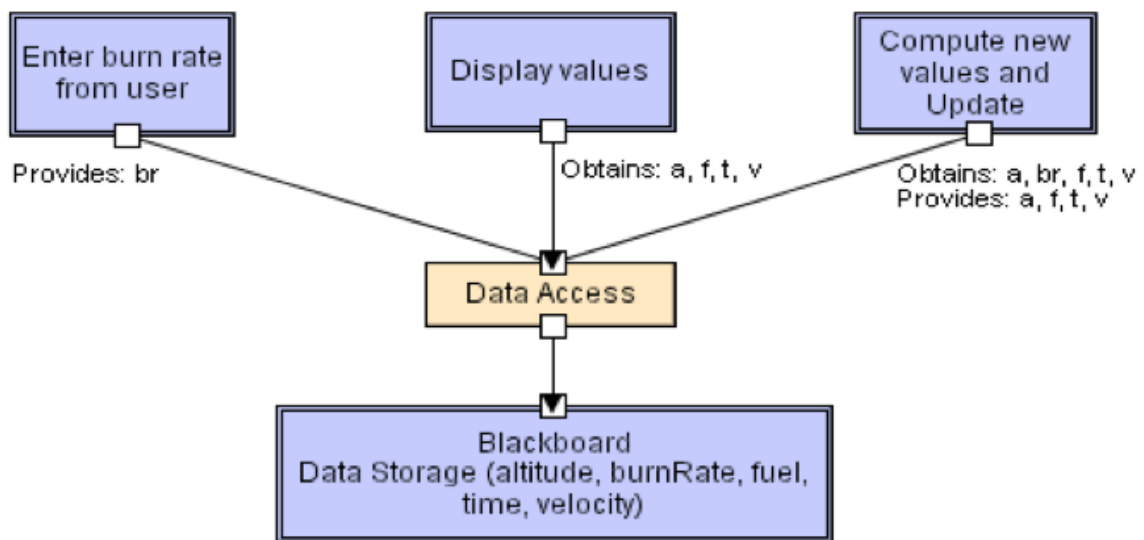 Enter burn rate
from user
Display values
Compute new
values and
Update
Provides: br
Obtains: a, f, t, v
Obtains: a, br, f, t, v
Provides: a, f, t, v
Data Access
Blackboard
Data Storage (altitude, burnRate, fuel,
time, velocity)